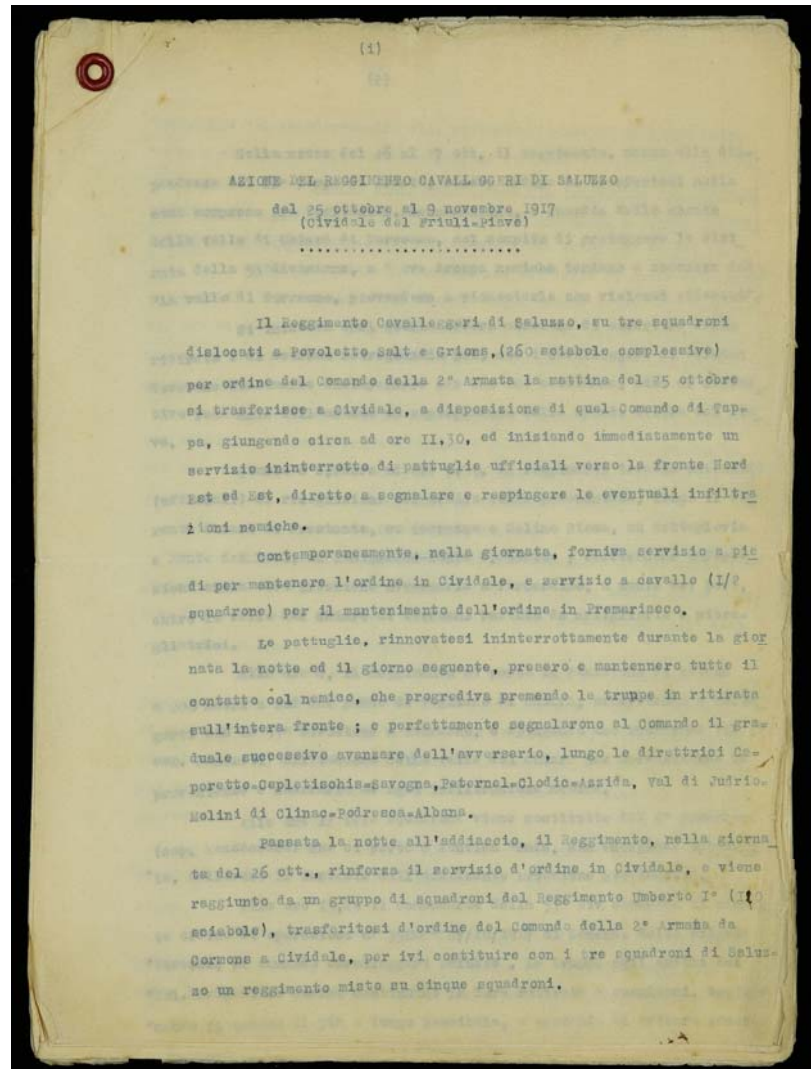 (1)
AZIONE DEL REGGIMENTO CAVALLEGGERI DI SALUZZO
dal 25 ottobre al 9 novembre 1917
(Cividale del Friuli=Piave)
..........................
Il Reggimento Cavalleggeri di Saluzzo, su tre squadroni
dislocati a Povoletto Salt e Grions,(260 sciabole complessive)
per ordine del Comando della 2° Armata la mattina del 25 ottobre
si trasferisce a Cividale, a disposizione di quel Comando di Tap=
pa, giungendo circa ad ore II,30, ed iniziando immediatamente un
servizio ininterrotto di pattuglie ufficiali verso la fronte Nord
Est ed Est, diretto a segnalare e respingere le eventuali infiltra
zioni nemiche.
Contemporaneamente, nella giornata, forniva servizio a pie
di per mantenere l'ordine in Cividale, e servizio a cavallo (I/2
squadrone) per il mantenimento dell'ordine in Premariacco.
Le pattuglie, rinnovatesi ininterrottamente durante la gior
nata la notte ed il giorno seguente, presero e mantennero tutte il
contatto col nemico, che progrediva premendo le truppe in ritirata
sull'intera fronte ; e perfettamente segnalarono al Comando il gra=
duale successivo avanzare dell'avversario, lungo le direttrici Ca=
poretto=Cepletischis=Savogna,Paternel=Clodic=Azzida, Val di Judrio=
Molini di Clinac=Podresca=Albana.
Passata la notte all'addiaccio, il Reggimento, nella giorna
ta del 26 ott., rinforza il servizio d'ordine in Cividale, e viene
raggiunto da un gruppo di squadroni del Reggimento Umberto I°
sciabole), trasferitosi d'ordine del Comando della 2° Armata da
Cormons a Cividale, per ivi costituire con i tre squadroni di Saluz=
zo un reggimento misto su cinque squadroni.